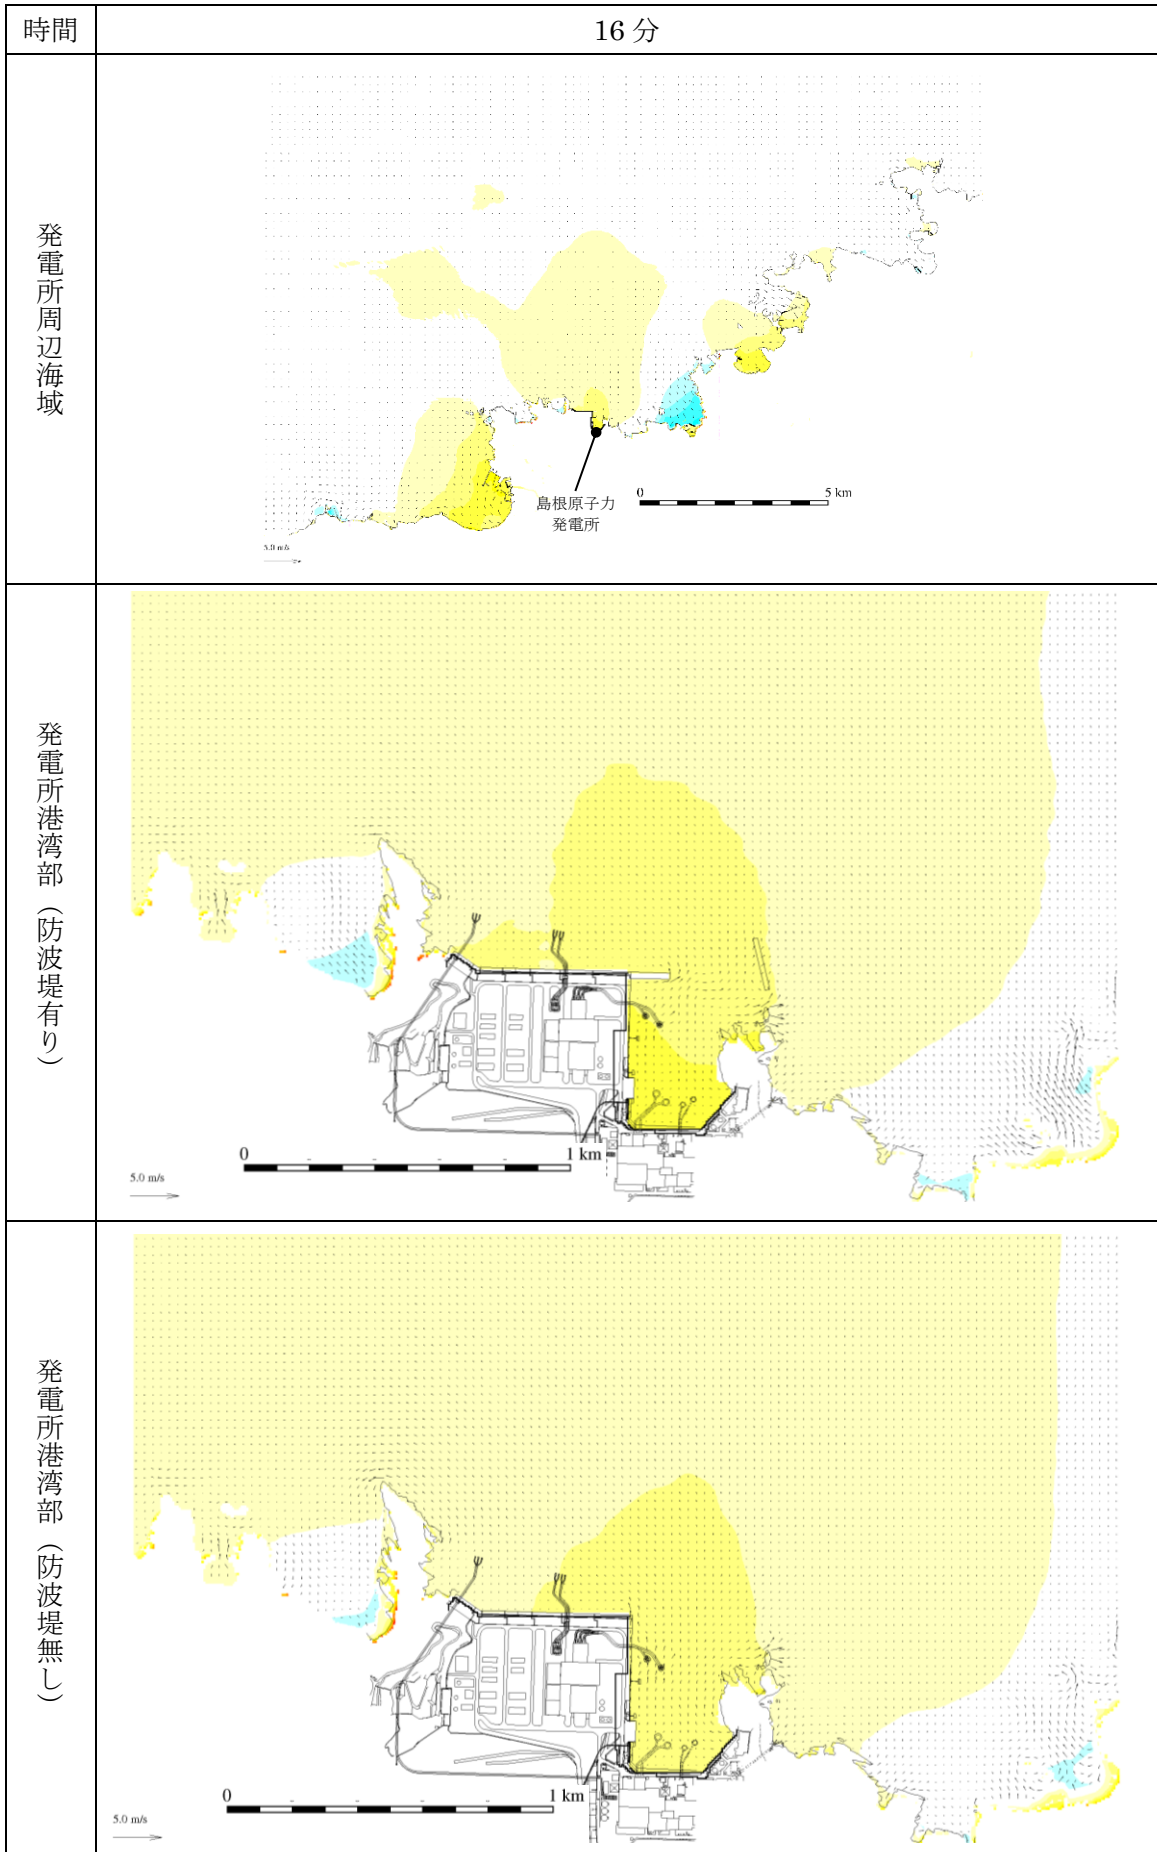 時間
16 分
発電所周辺海域
島根原子力
発電所
0 5 km
5.0 m/s
発電所港湾部（防波堤有り）
0 1 km
5.0 m/s
発電所港湾部（防波堤無し）
0 1 km
5.0 m/s